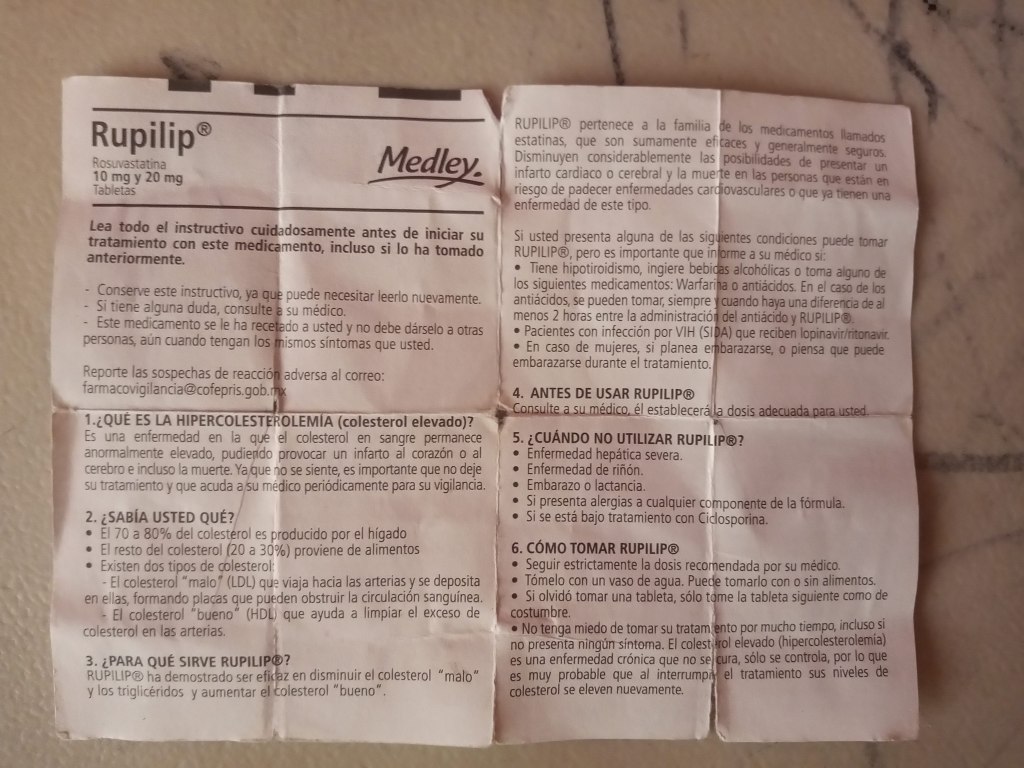 Rupilip®
Rosuvastatina
10 mg y 20 mg
Tabletas
Medley.
Lea todo el instructivo cuidadosamente antes de iniciar su
tratamiento con este medicamento, incluso si lo ha tomado
anteriormente.
- Conserve este instructivo, ya que puede necesitar leerlo nuevamente.
- Si tiene alguna duda, consulte a su médico.
- Este medicamento se le ha recetado a usted y no debe dárselo a otras
personas, aún cuando tengan los mismos síntomas que usted.
Reporte las sospechas de reacción adversa al correo:
farmacovigilancia@cofepris.gob.mx
1.¿QUÉ ES LA HIPERCOLESTEROLEMÍA (colesterol elevado)?
Es una enfermedad en la que el colesterol en sangre permanece
anormalmente elevado, pudiendo provocar un infarto al corazón o al
cerebro e incluso la muerte. Ya que no se siente, es importante que no deje
su tratamiento y que acuda a su médico periódicamente para su vigilancia.
2. ¿SABÍA USTED QUÉ?
• El 70 a 80% del colesterol es producido por el hígado
• El resto del colesterol (20 a 30%) proviene de alimentos
• Existen dos tipos de colesterol:
- El colesterol "malo" (LDL) que viaja hacia las arterias y se deposita
en ellas, formando placas que pueden obstruir la circulación sanguínea.
- El colesterol "bueno" (HDL) que ayuda a limpiar el exceso de
colesterol en las arterias.
3. ¿PARA QUÉ SIRVE RUPILIP®?
RUPILIP® ha demostrado ser eficaz en disminuir el colesterol "malo"
y los triglicéridos y aumentar el colesterol "bueno".
RUPILIP® pertenece a la familia de los medicamentos llamados
estatinas, que son sumamente eficaces y generalmente seguros.
Disminuyen considerablemente las posibilidades de presentar un
infarto cardiaco o cerebral y la muerte en las personas que están en
riesgo de padecer enfermedades cardiovasculares o que ya tienen una
enfermedad de este tipo.
Si usted presenta alguna de las siguientes condiciones puede tomar
RUPILIP®, pero es importante que informe a su médico si:
• Tiene hipotiroidismo, ingiere bebidas alcohólicas o toma alguno de
los siguientes medicamentos: Warfarina o antiácidos. En el caso de los
antiácidos, se pueden tomar, siempre y cuando haya una diferencia de al
menos 2 horas entre la administración del antiácido y RUPILIP®.
• Pacientes con infección por VIH (SIDA) que reciben lopinavir/ritonavir.
• En caso de mujeres, si planea embarazarse, o piensa que puede
embarazarse durante el tratamiento.
4. ANTES DE USAR RUPILIP®
Consulte a su médico, él establecerá la dosis adecuada para usted.
5. ¿CUÁNDO NO UTILIZAR RUPILIP®?
• Enfermedad hepática severa.
• Enfermedad de riñón.
• Embarazo o lactancia.
• Si presenta alergias a cualquier componente de la fórmula.
• Si se está bajo tratamiento con Ciclosporina.
6. CÓMO TOMAR RUPILIP®
• Seguir estrictamente la dosis recomendada por su médico.
• Tómelo con un vaso de agua. Puede tomarlo con o sin alimentos.
• Si olvidó tomar una tableta, sólo tome la tableta siguiente como de
costumbre.
• No tenga miedo de tomar su tratamiento por mucho tiempo, incluso si
no presenta ningún síntoma. El colesterol elevado (hipercolesterolemia)
es una enfermedad crónica que no se cura, sólo se controla, por lo que
es muy probable que al interrumpir el tratamiento sus niveles de
colesterol se eleven nuevamente.